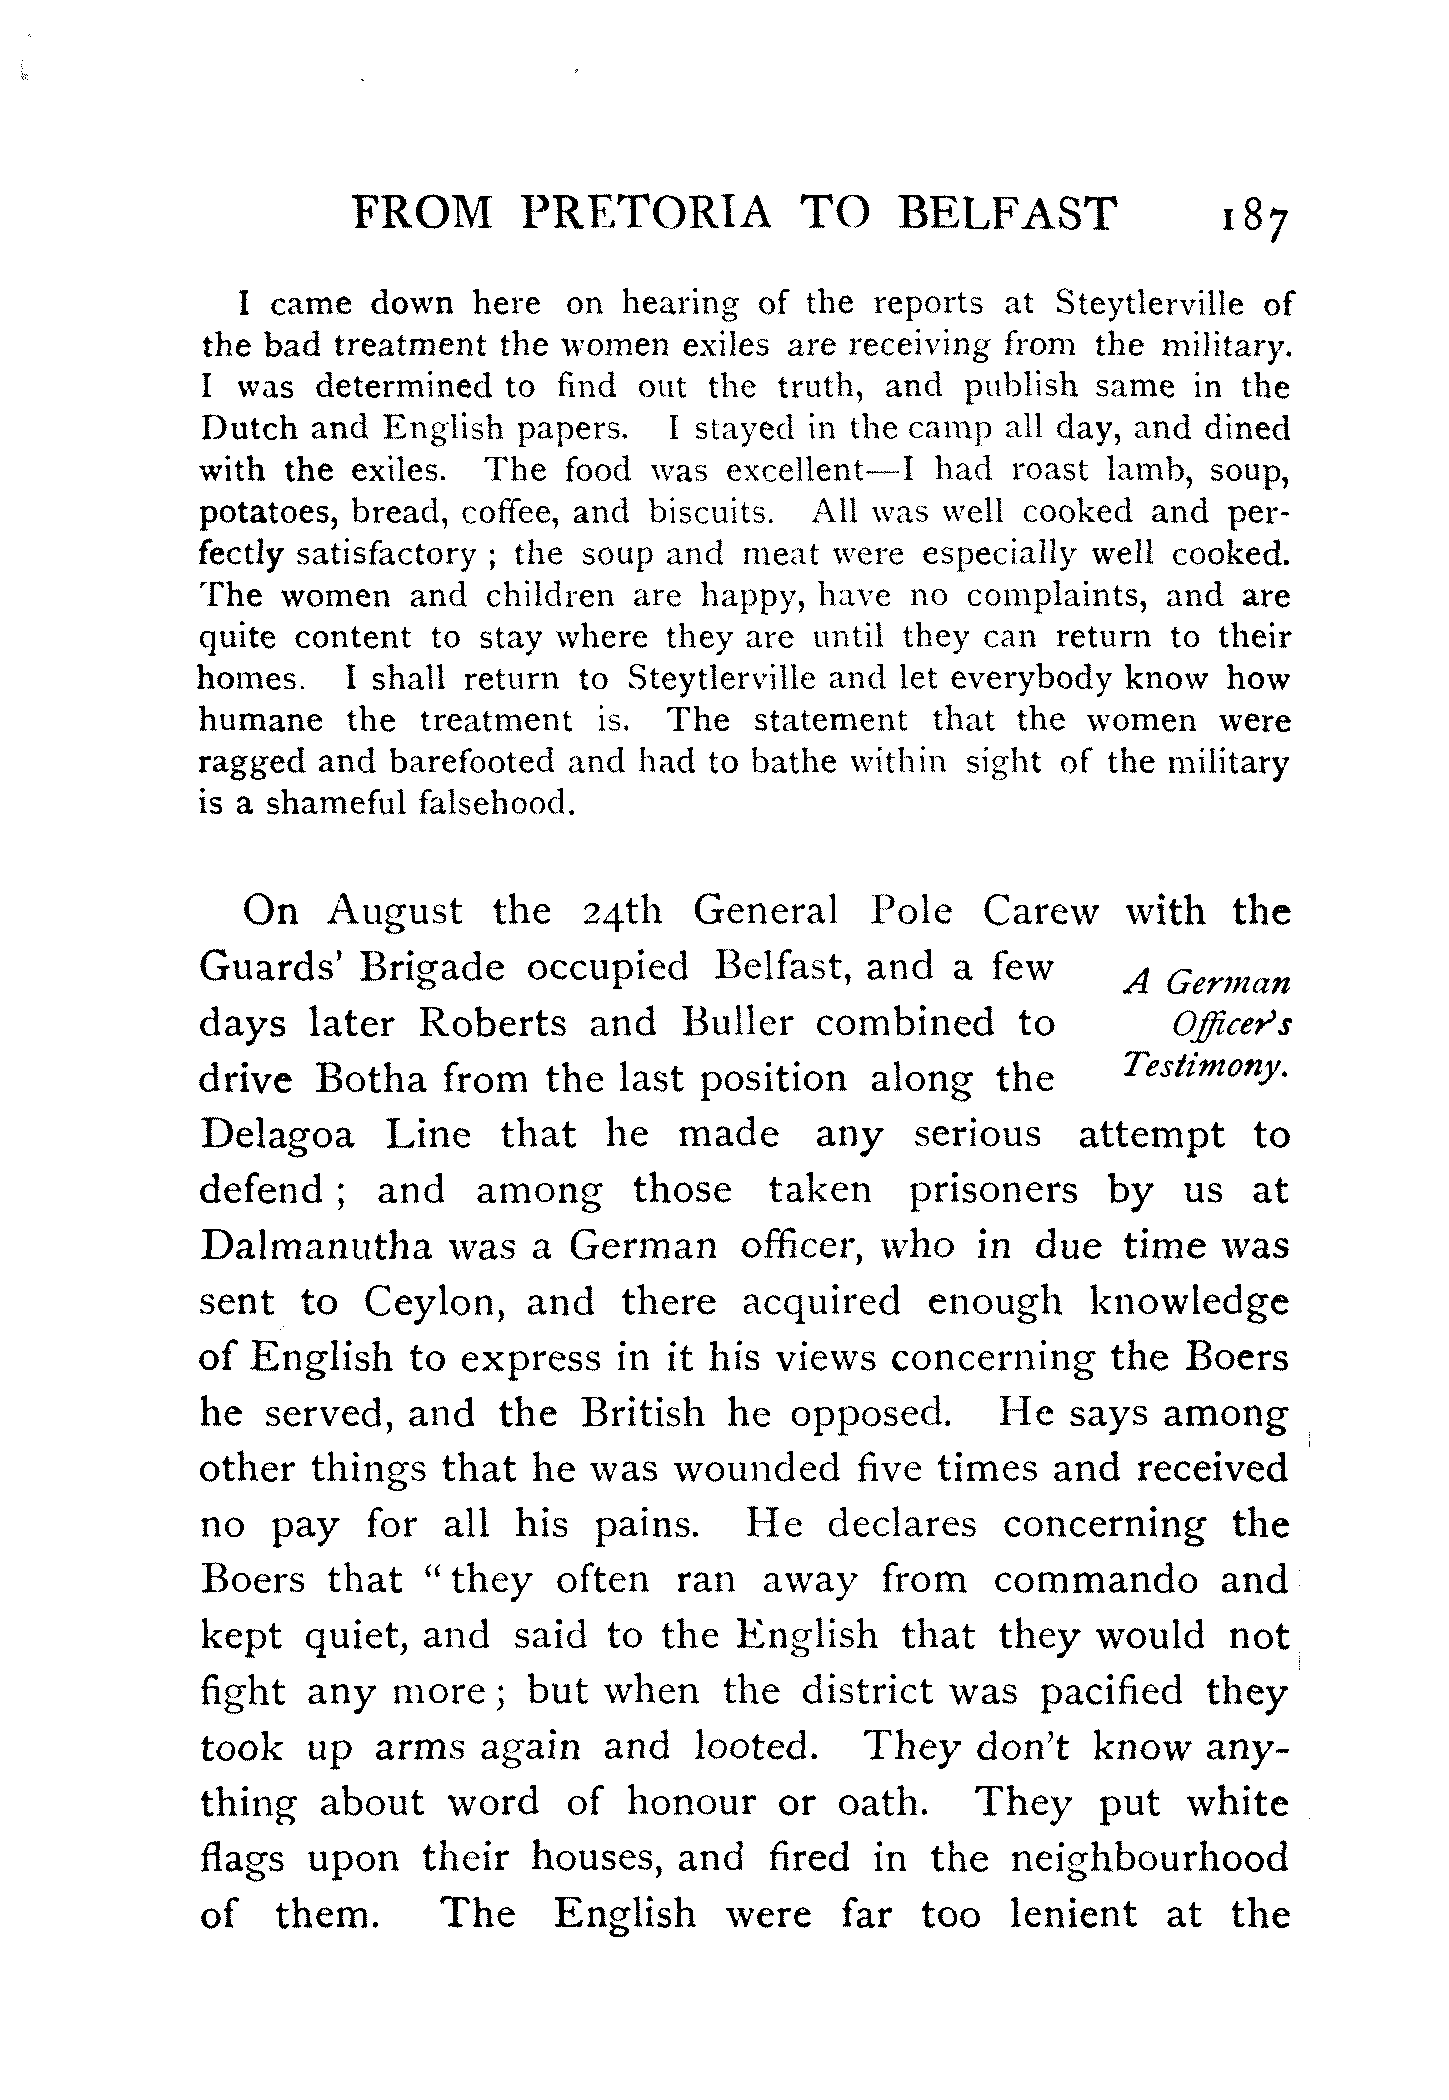 FROM PRETORIA TO BELFAST 187
I came down here on hearing of the reports at Steytlerville of
the bad treatment the women exiles are receiving from the military.
I was determined to find out the truth, and publish same in the
Dutch and English papers. I stayed in the camp all day, and dined
with the exiles. The food was excellent—I had roast lamb, soup,
potatoes, bread, coffee, and biscuits. All was well cooked and per-
fectly satisfactory ; the soup and meat were especially well cooked.
The women and children are happy, have no complaints, and are
quite content to stay where they are until they can return to their
homes. I shall return to Steytlerville and let everybody know how
humane the treatment is. The statement that the women were
ragged and barefooted and had to bathe within sight of the military
is a shameful falsehood.
On August the 24th General Pole Carew with the
Guards' Brigade occupied Belfast, and a few
days later Roberts and Buller combined to
drive Botha from the last position along the
A German
Officer's
Testimony.
Delagoa Line that he made any serious attempt to
defend ; and among those taken prisoners by us at
Dalmanutha was a German officer, who in due time was
sent to Ceylon, and there acquired enough knowledge
of English to express in it his views concerning the Boers
he served, and the British he opposed. He says among
other things that he was wounded five times and received
no pay for all his pains. He declares concerning the
Boers that “they often ran away from commando and
kept quiet, and said to the English that they would not
fight any more ; but when the district was pacified they
took up arms again and looted. They don't know any-
thing about word of honour or oath. They put white
flags upon their houses, and fired in the neighbourhood
of them. The English were far too lenient at the